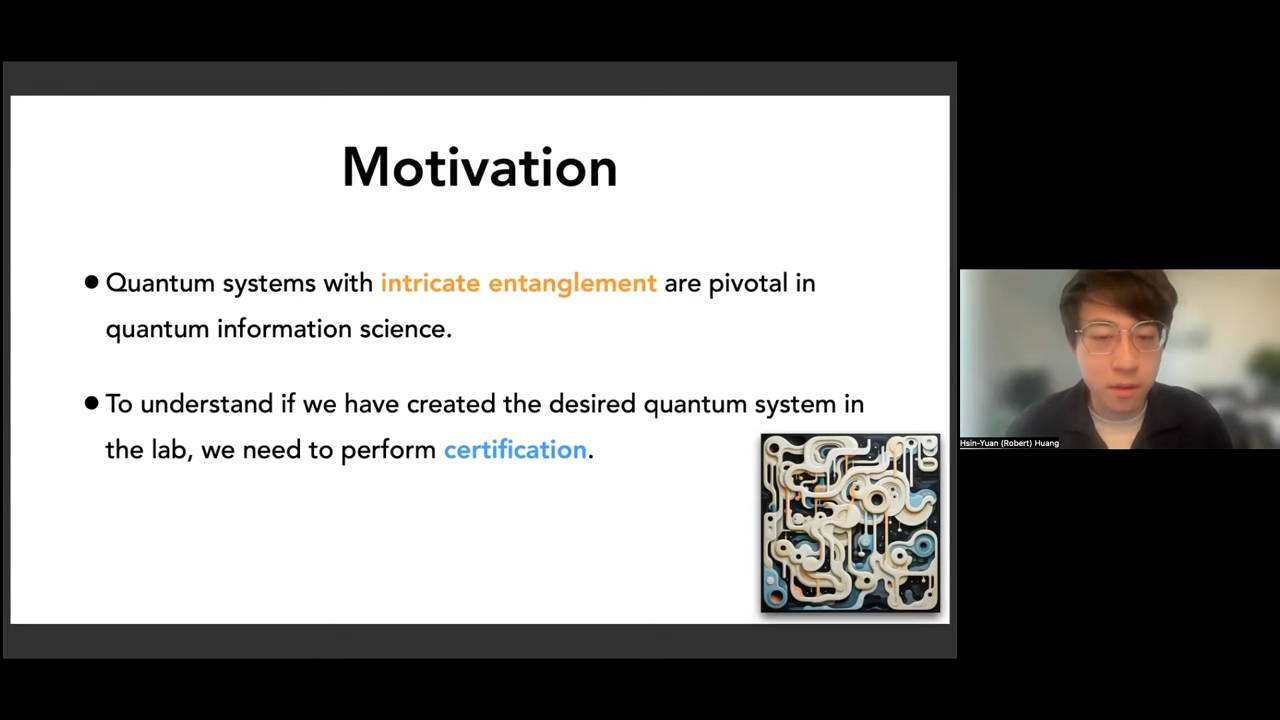 Motivation
● Quantum systems with intricate entanglement are pivotal in
quantum information science.
● To understand if we have created the desired quantum system in
the lab, we need to perform certification.
Hsin-Yuan (Robert) Huang